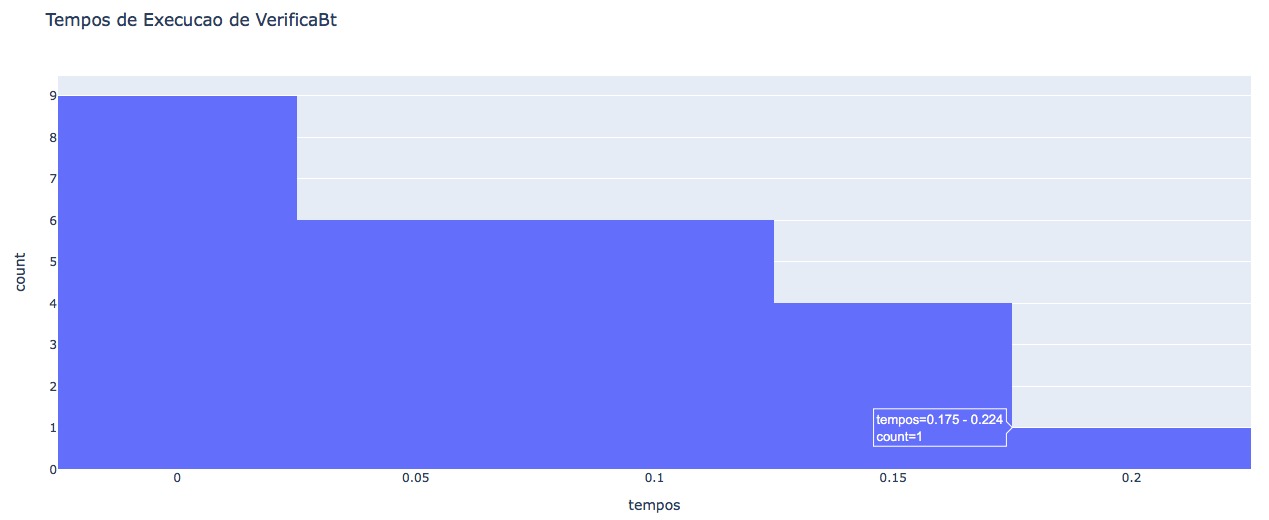 Tempos de Execucao de VerificaBt
9
8
7
6
5
4
3
2
1
0
count
tempos=0.175 - 0.224
count=1
0 0.05 0.1 0.15 0.2
tempos